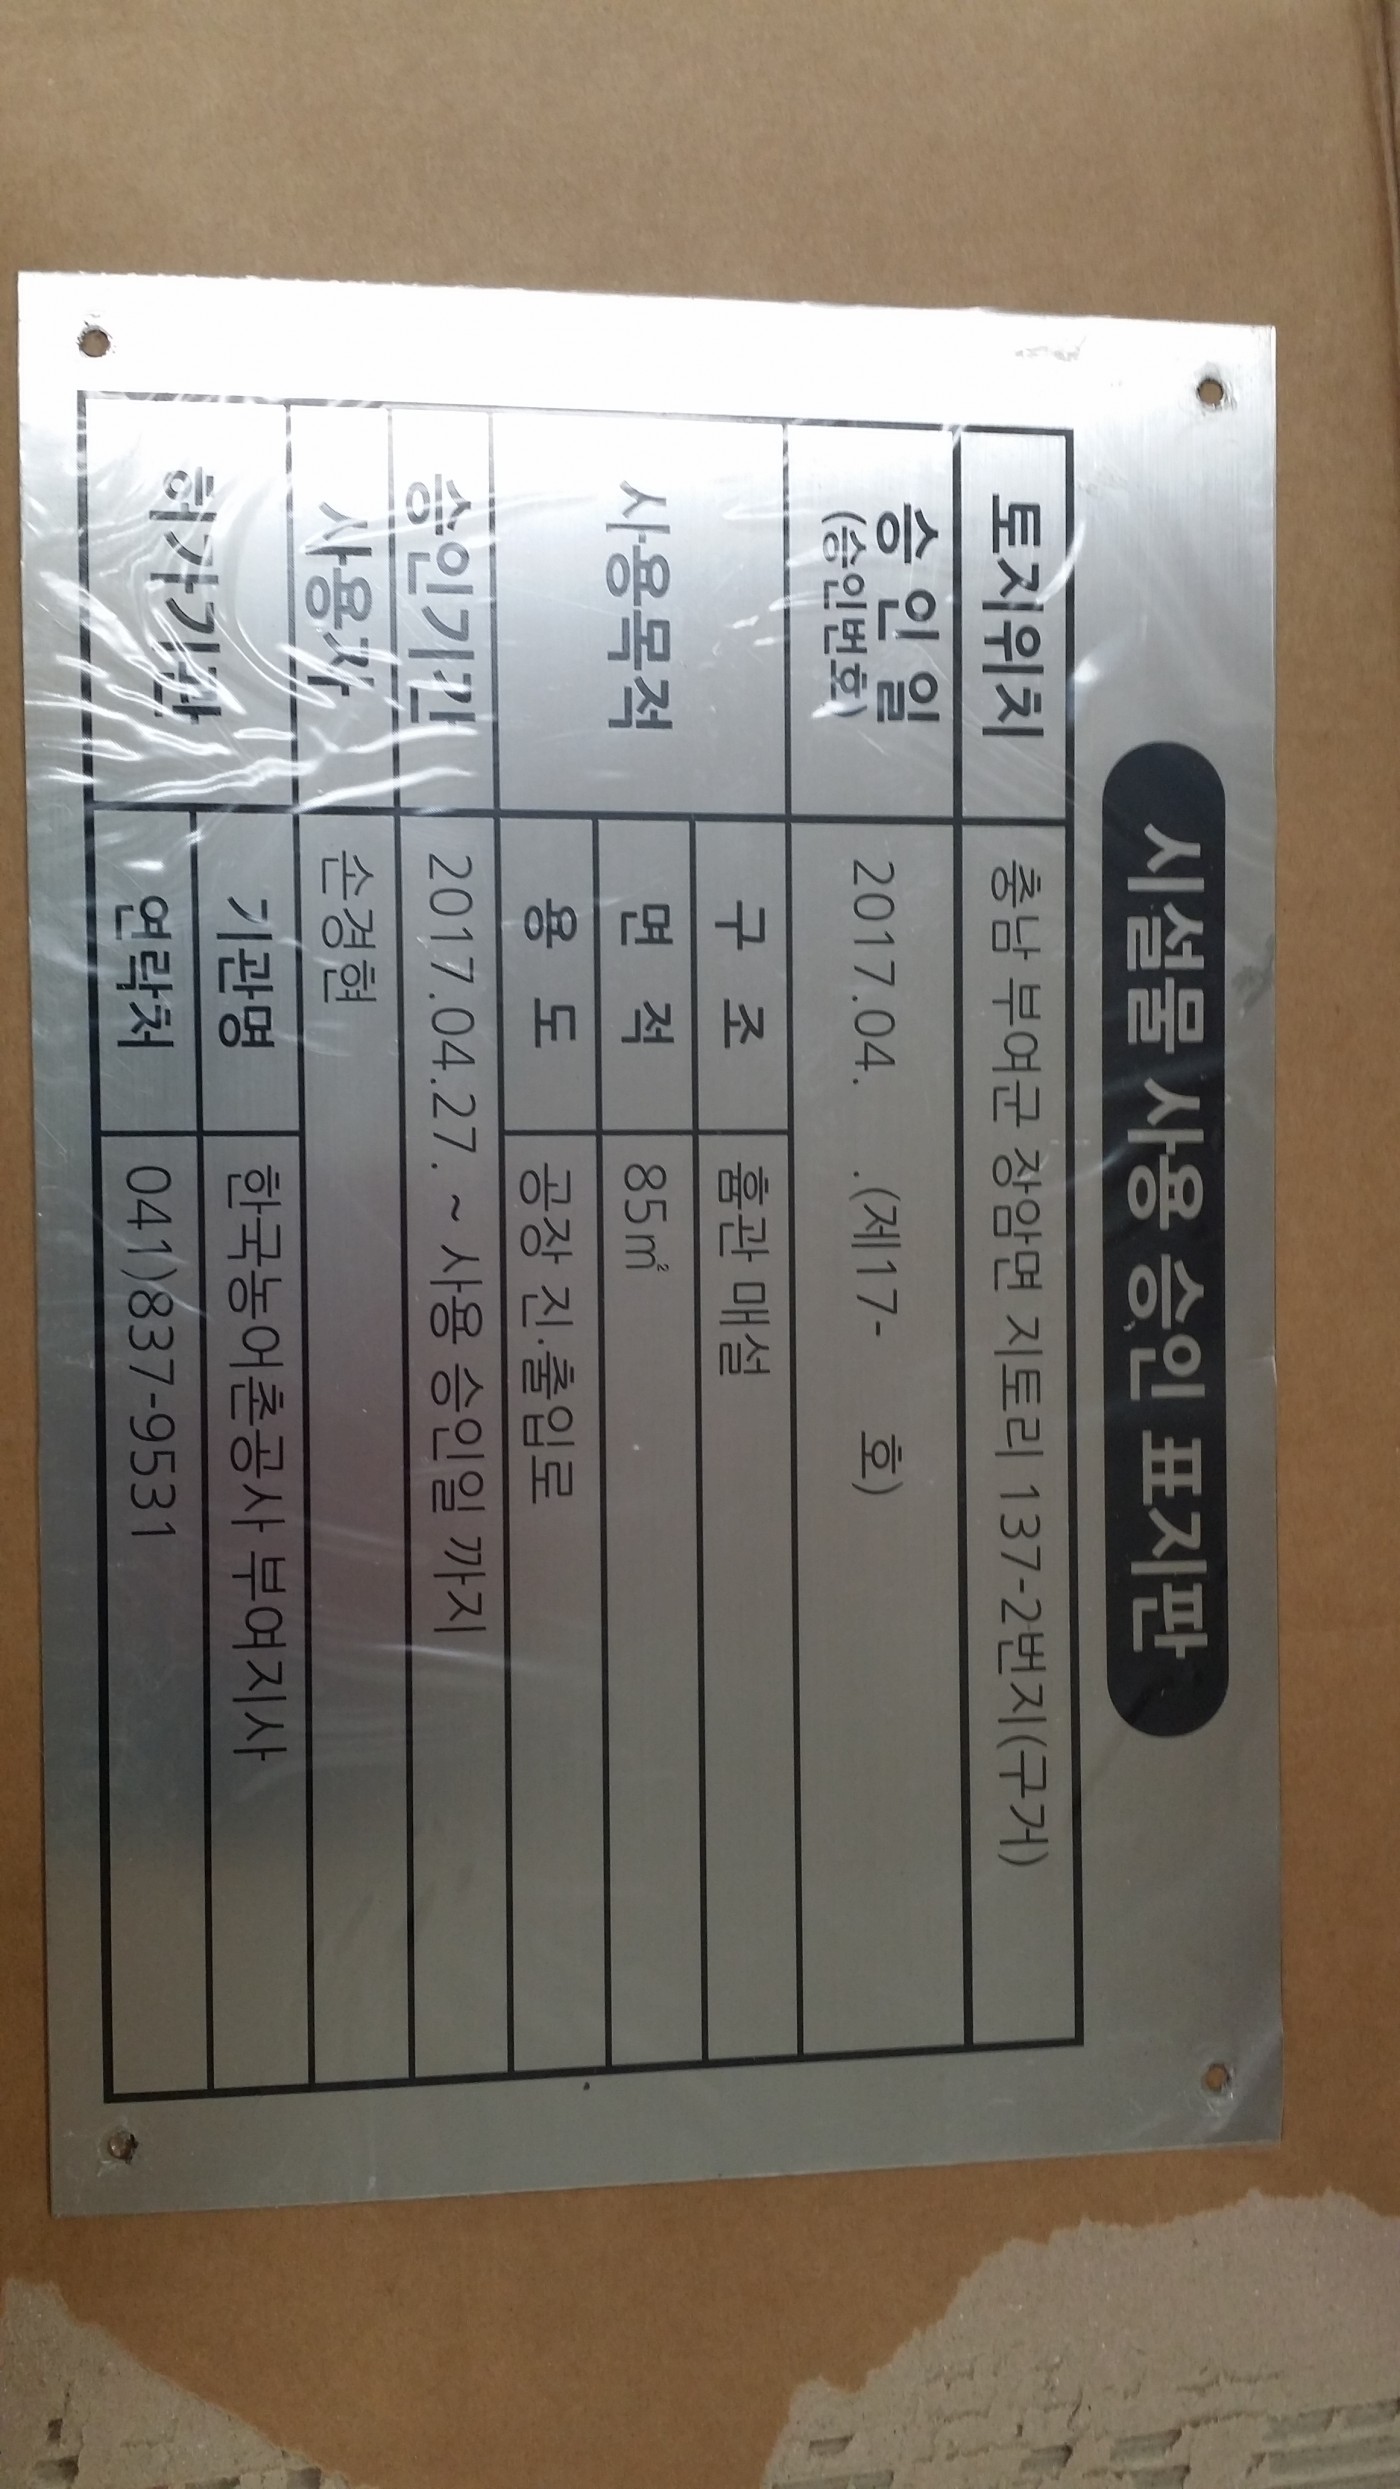 시설물 사용 승인 표지판
토지위치 충남 부여군 장암면 지토리 137-2번지(구거)
승인일 2017.04. .(제17- 호)
(승인번호)
사용목적 구 조 흄관 매설
면 적 85㎡
용 도 공장 진·출입로
승인기간 2017.04.27. ~ 사용 승인일 까지
사용자 손경현
허가기관 기관명 한국농어촌공사 부여지사
연락처 041)837-9531